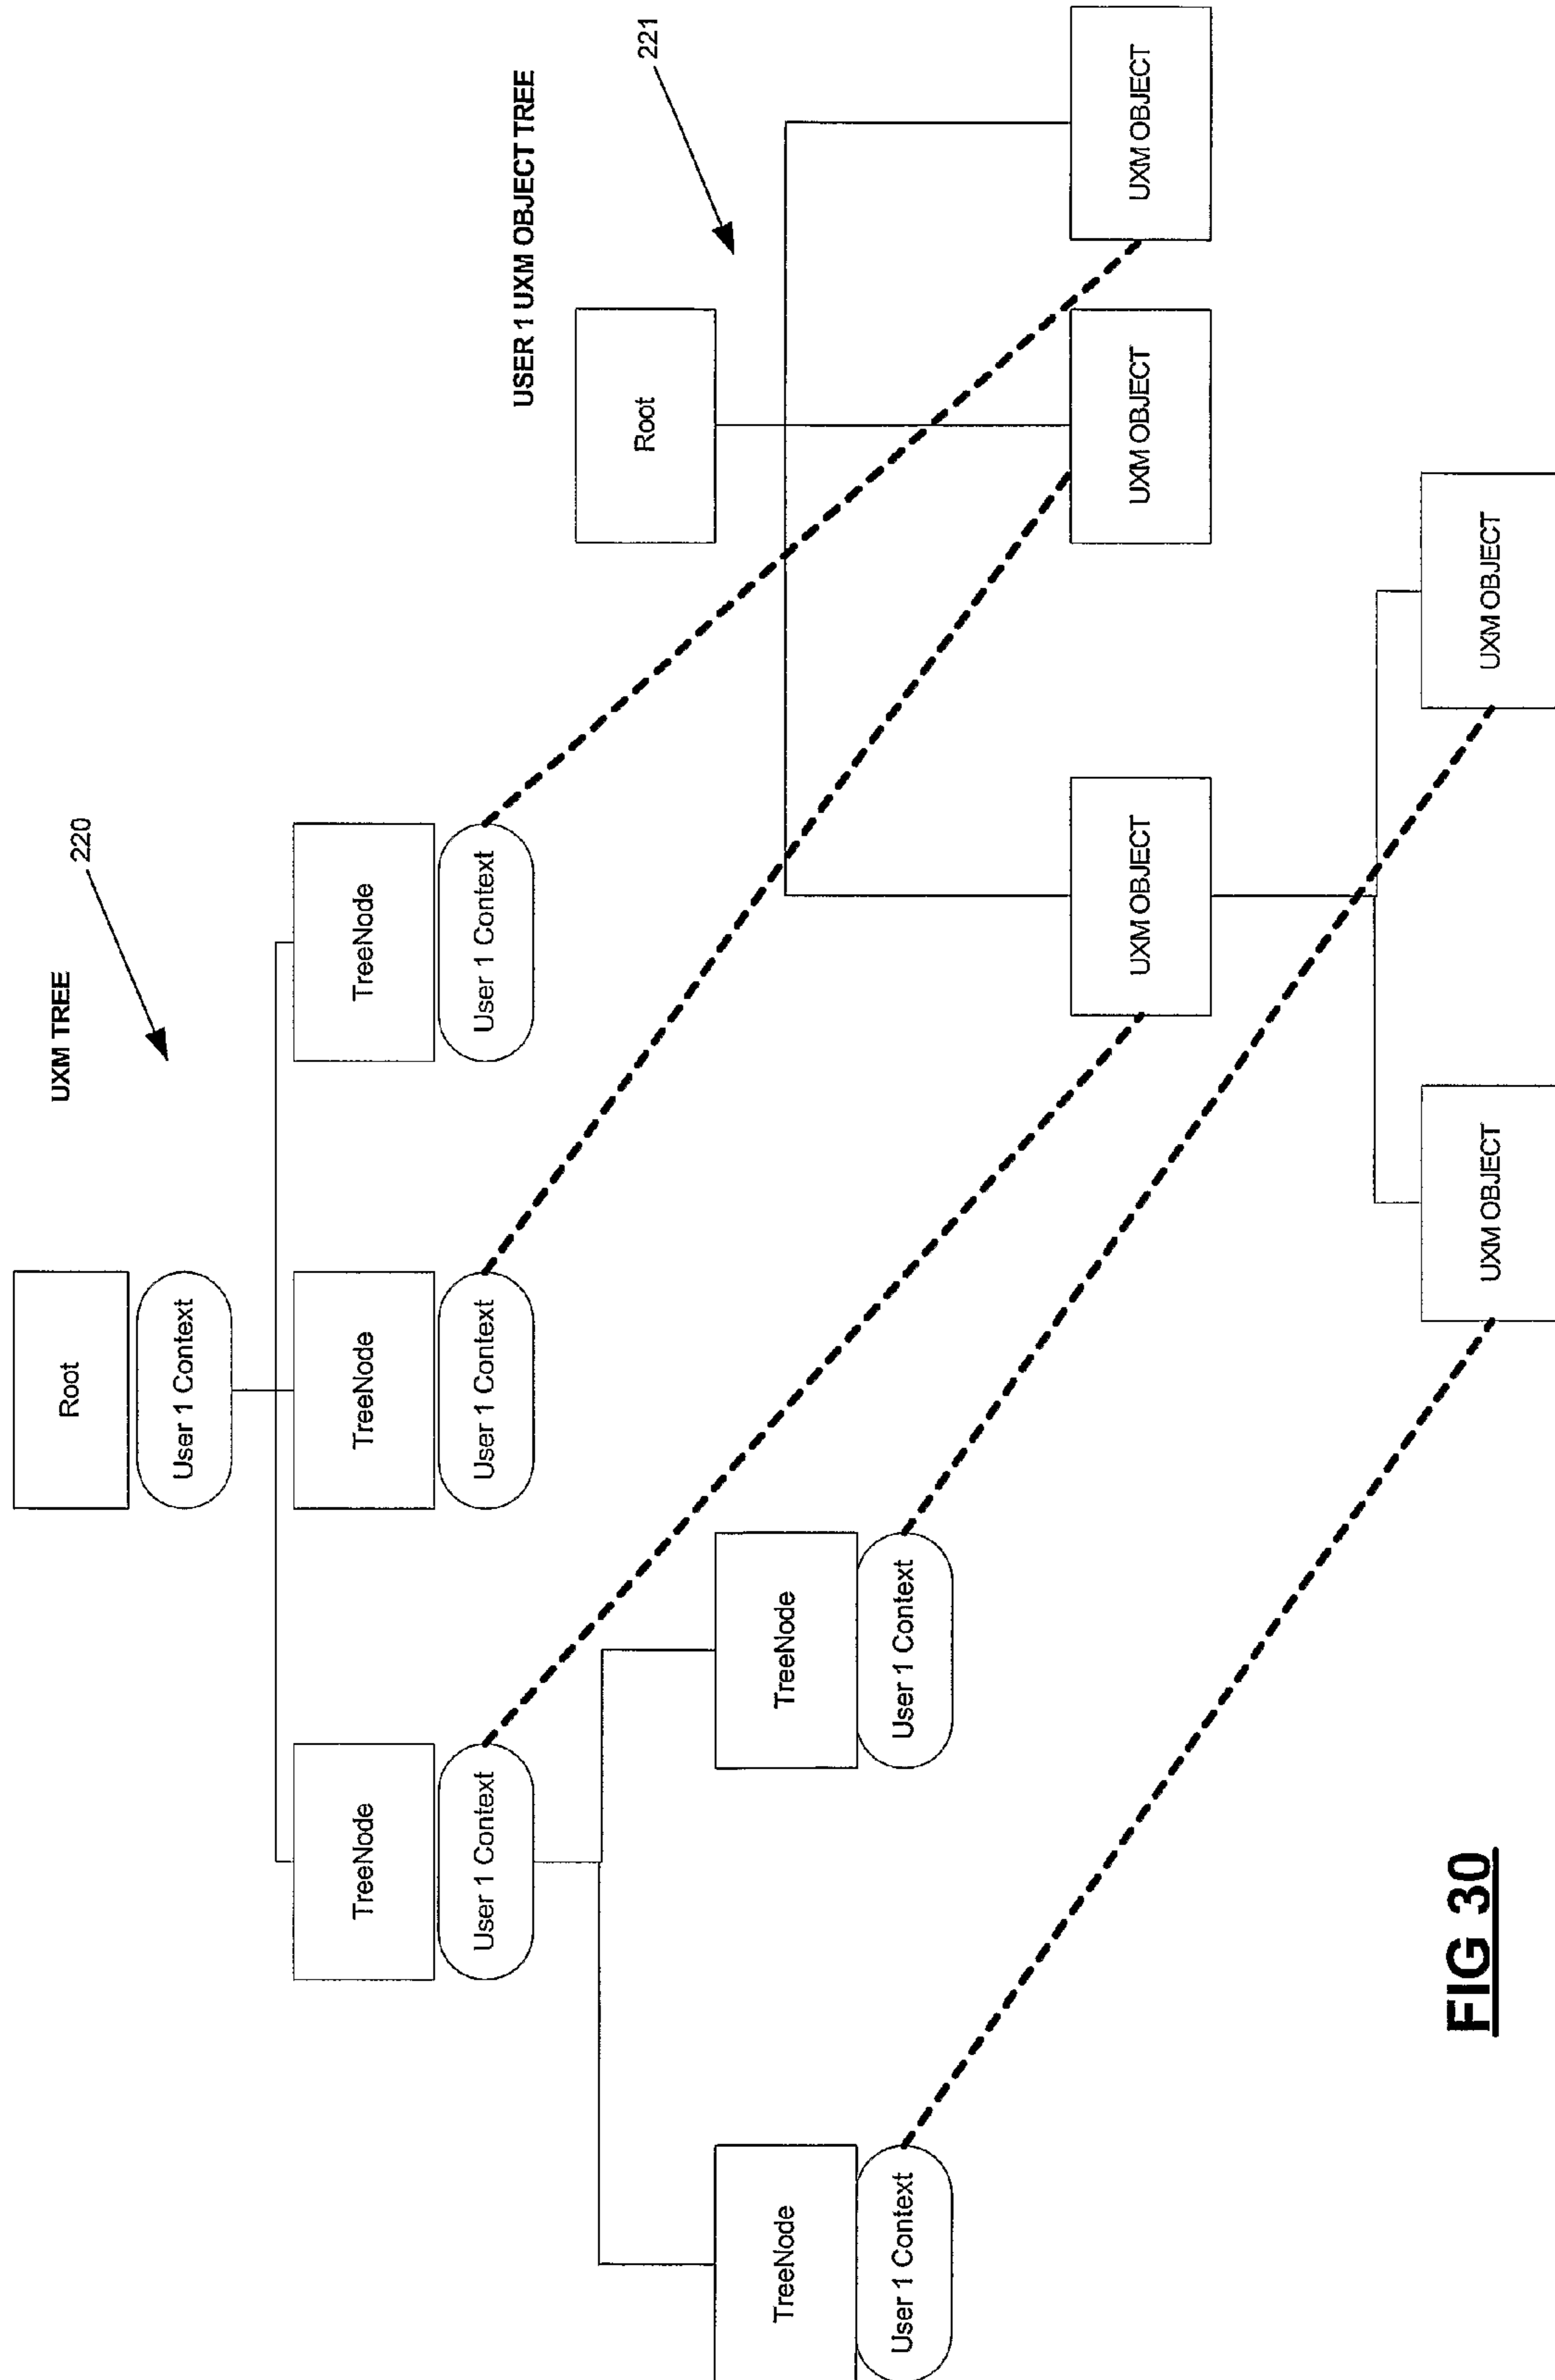 UXM TREE
220
Root
User 1 Context
TreeNode
User 1 Context
TreeNode
User 1 Context
TreeNode
User 1 Context
TreeNode
User 1 Context
TreeNode
User 1 Context
USER 1 UXM OBJECT TREE
221
Root
UXM OBJECT
UXM OBJECT
UXM OBJECT
UXM OBJECT
UXM OBJECT
FIG 30